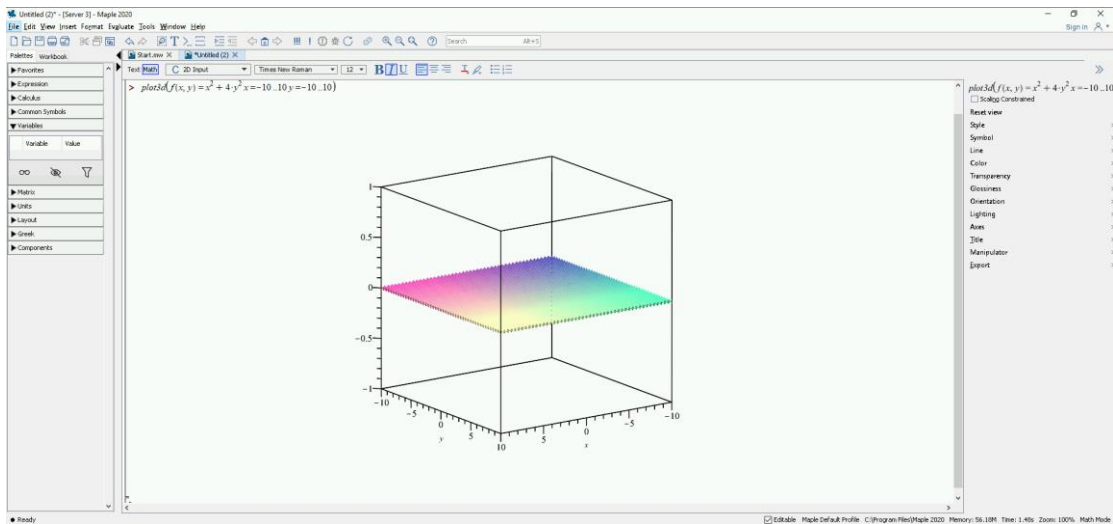 Untitled (2)* - [Server 3] - Maple 2020
File Edit View Insert Format Evaluate Tools Window Help
Sign in
Search Alt+S
Palettes Workbook
Start.mw *Untitled (2)
Favorites
Text Math C 2D Input Times New Roman 12 B I U
Expression
Calculus
Common Symbols
Variables
Variable Value
Matrix
Units
Layout
Greek
Components
> plot3d(f(x, y) = x² + 4·y² x = −10 ..10 y = −10 ..10)
1
0.5
0
−0.5
−1
−10 −5 0 5 10
y
5 0 −5 −10
x
plot3d(f(x, y) = x² + 4·y² x = −10 ..10
Scaling Constrained
Reset view
Style
Symbol
Line
Color
Transparency
Glossiness
Orientation
Lighting
Axes
Title
Manipulator
Export
Ready
Editable Maple Default Profile C:\Program Files\Maple 2020 Memory: 56.18M Time: 1.48s Zoom: 100% Math Mode